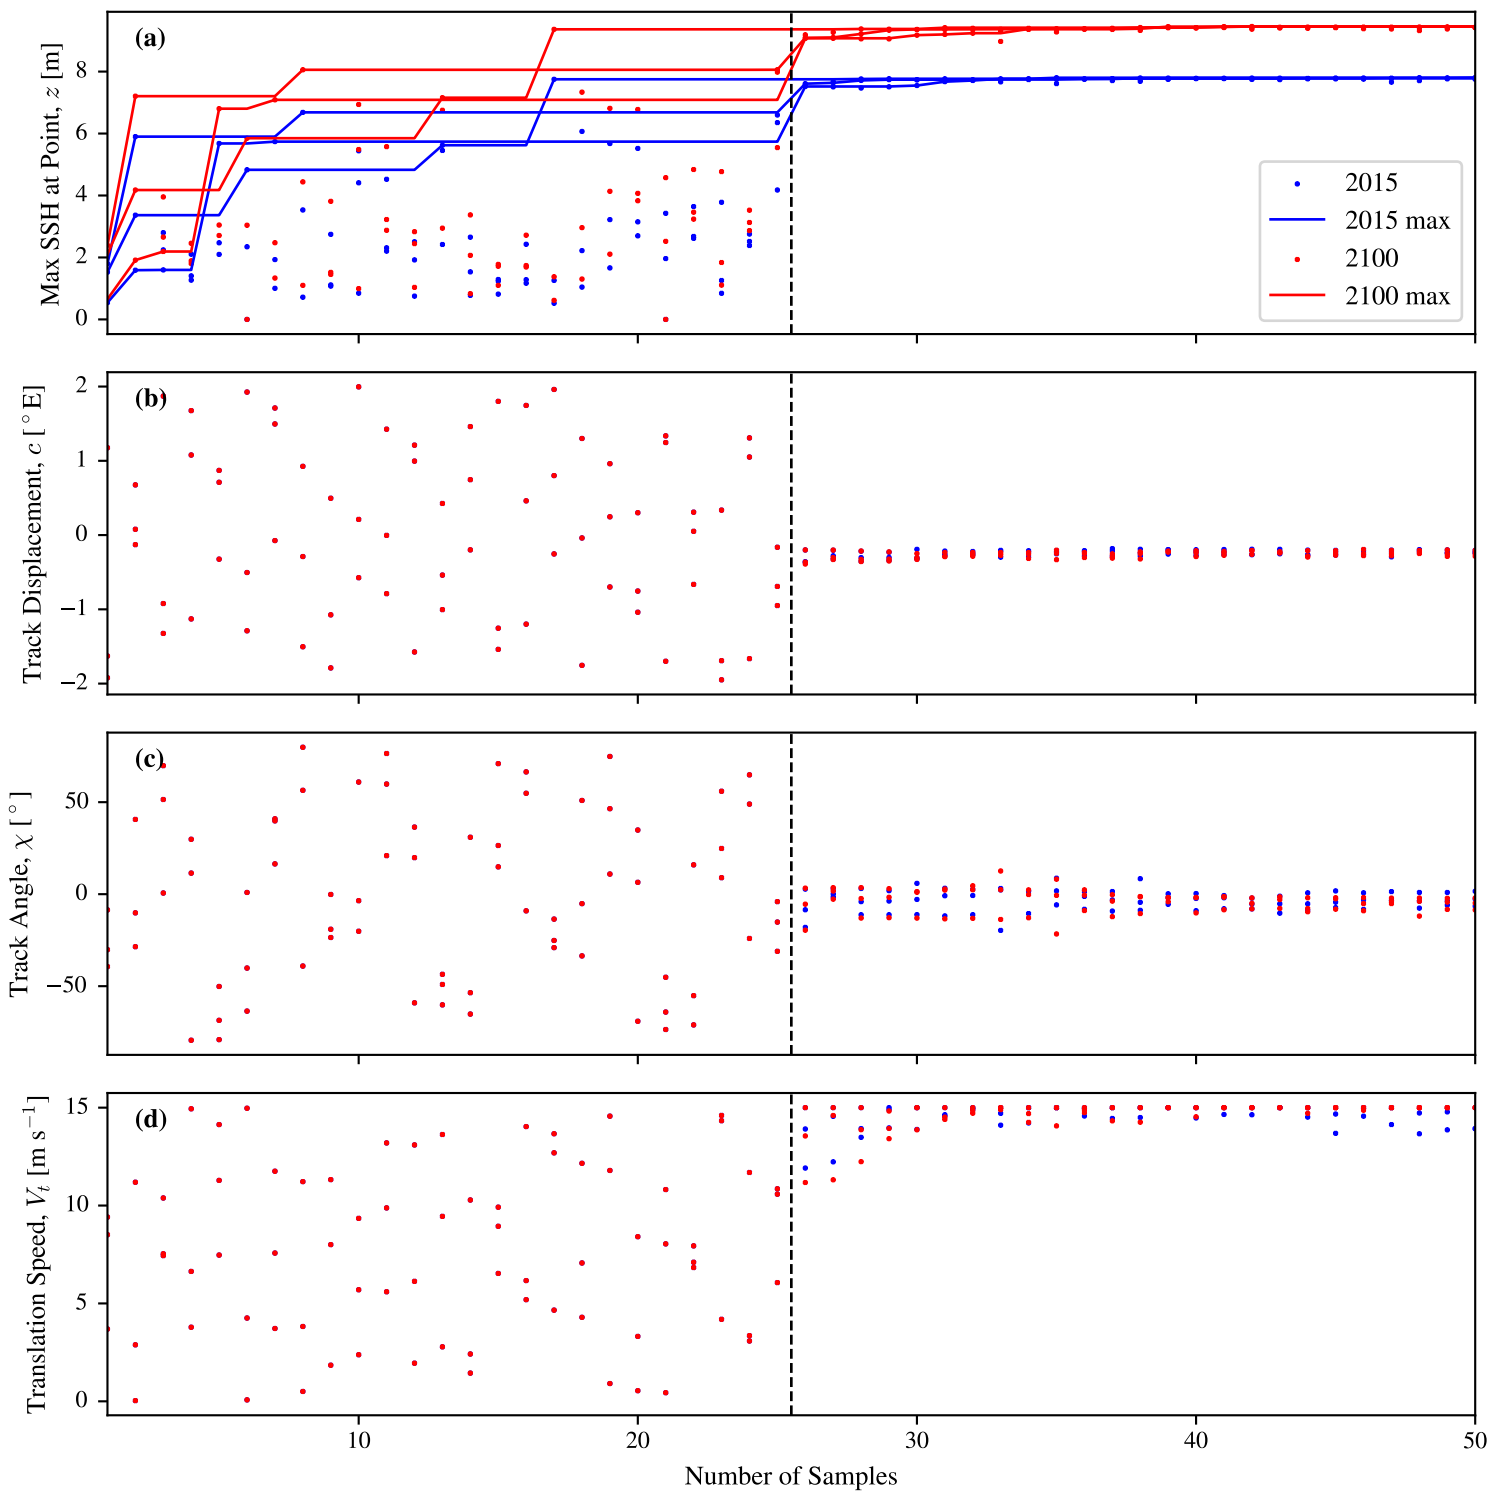 (a)
Max SSH at Point, z [m]
8
6
4
2
0
2015
2015 max
2100
2100 max
(b)
Track Displacement, c [°E]
2
1
0
−1
−2
(c)
Track Angle, χ [°]
50
0
−50
(d)
Translation Speed, Vₜ [m s⁻¹]
15
10
5
0
10 20 30 40 50
Number of Samples